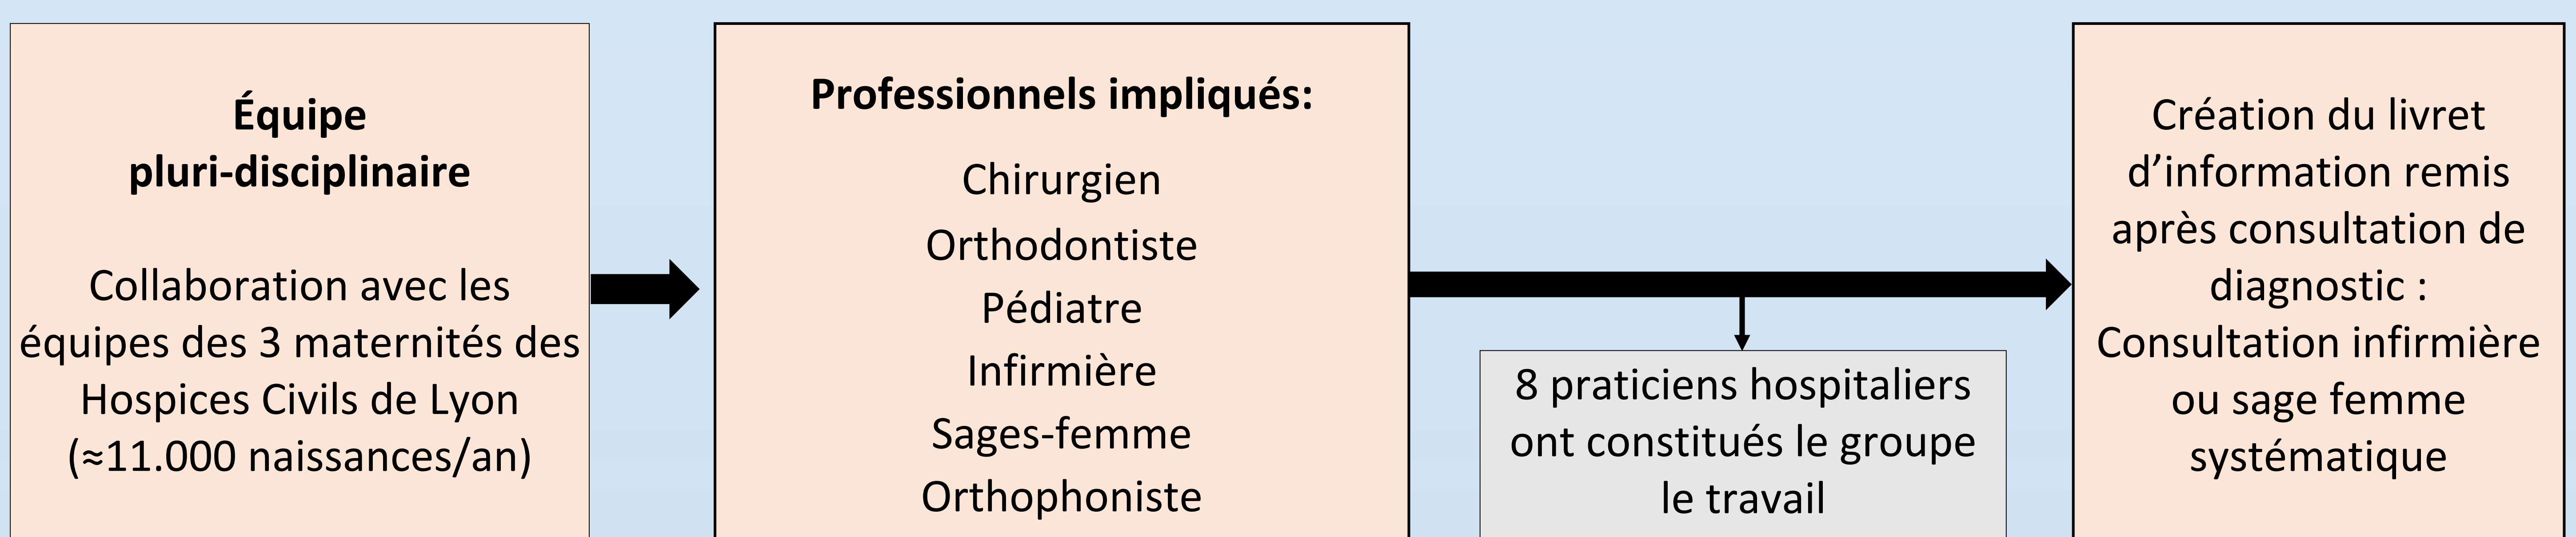 Équipe
pluri-disciplinaire
Collaboration avec les
équipes des 3 maternités des
Hospices Civils de Lyon
(≈11.000 naissances/an)
Professionnels impliqués:
Chirurgien
Orthodontiste
Pédiatre
Infirmière
Sages-femme
Orthophoniste
8 praticiens hospitaliers
ont constitués le groupe
le travail
Création du livret
d’information remis
après consultation de
diagnostic :
Consultation infirmière
ou sage femme
systématique